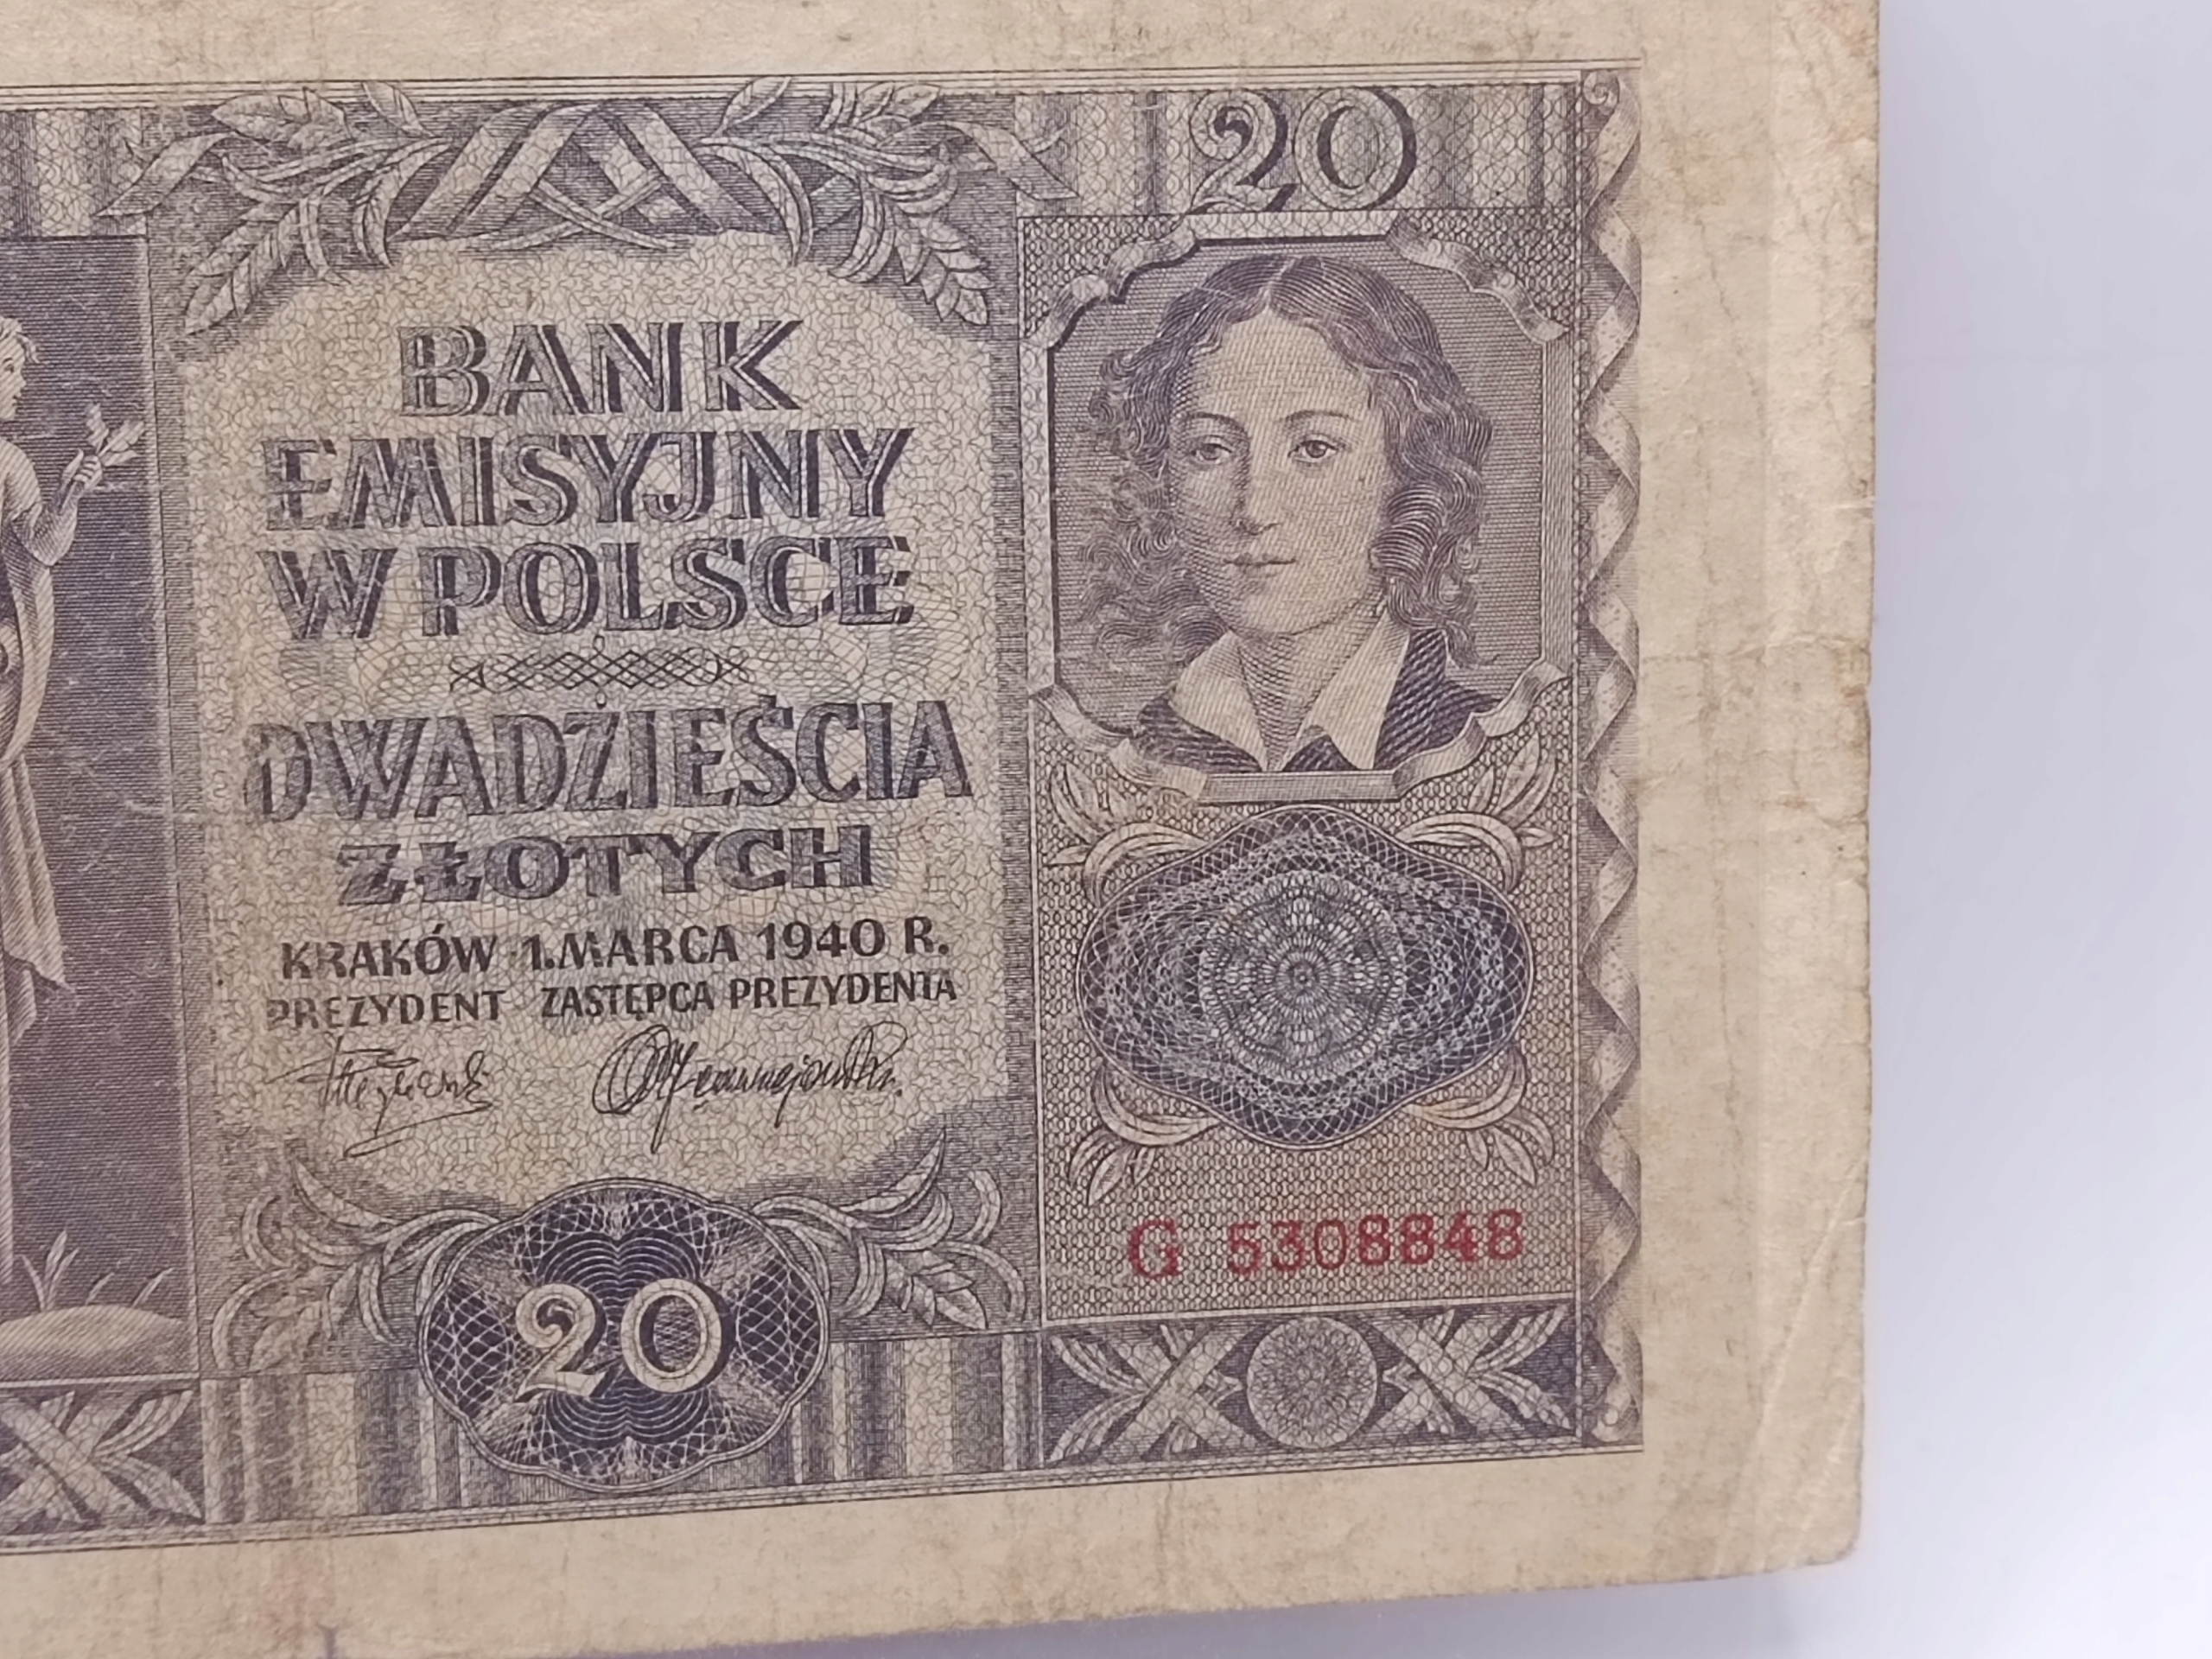 20
BANK
EMISYJNY
W POLSCE
DWADZIEŚCIA
ZŁOTYCH
KRAKÓW 1.MARCA 1940 R.
PREZYDENT ZASTĘPCA PREZYDENTA
G 5308848
20